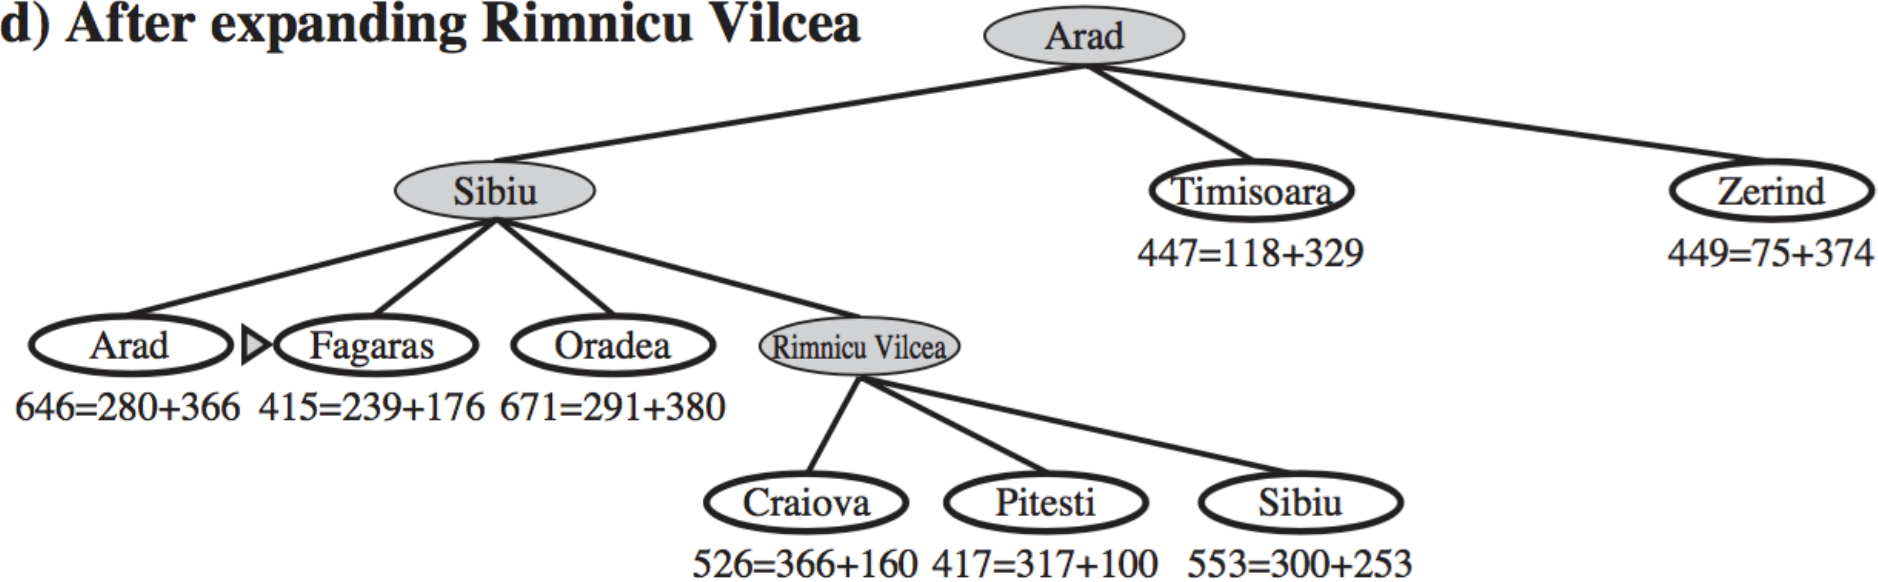 d) After expanding Rimnicu Vilcea
Arad
Sibiu
Timisoara
Zerind
447=118+329
449=75+374
Arad
Fagaras
Oradea
Rimnicu Vilcea
646=280+366
415=239+176
671=291+380
Craiova
Pitesti
Sibiu
526=366+160
417=317+100
553=300+253